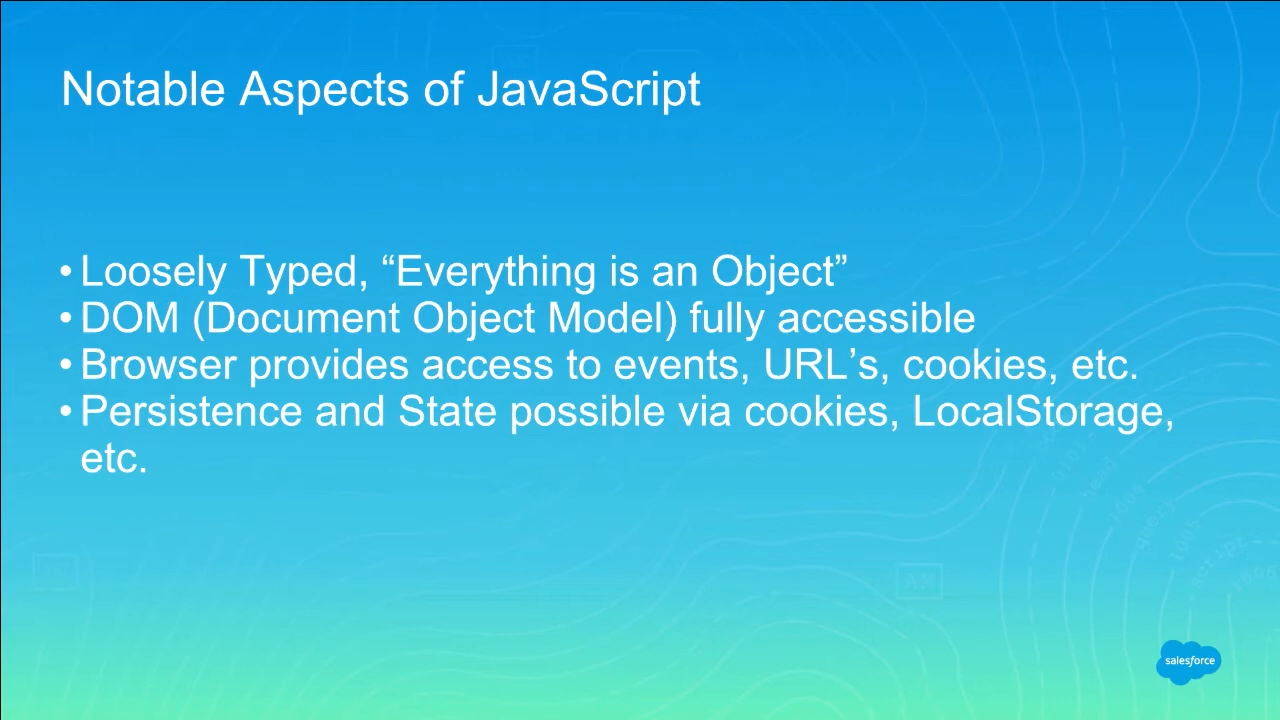 Notable Aspects of JavaScript
• Loosely Typed, “Everything is an Object”
• DOM (Document Object Model) fully accessible
• Browser provides access to events, URL’s, cookies, etc.
• Persistence and State possible via cookies, LocalStorage,
etc.
salesforce